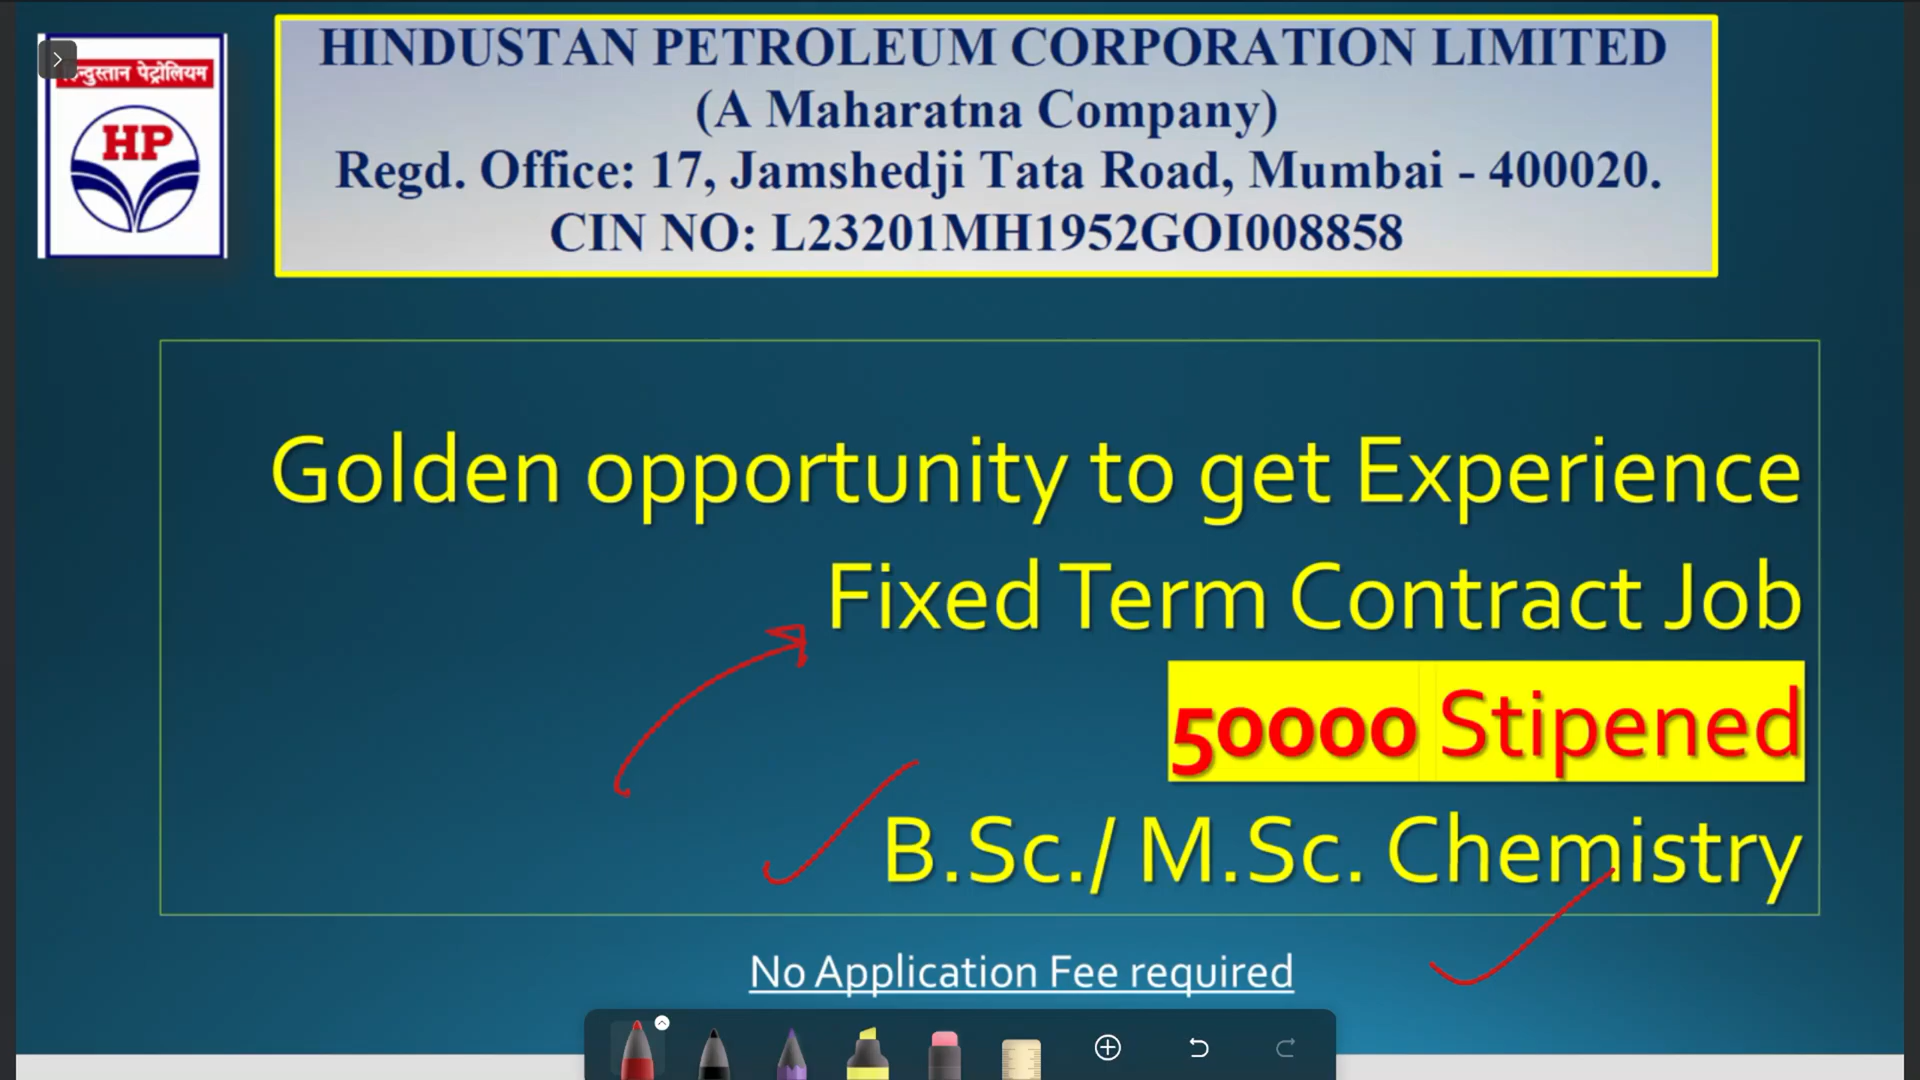 हिन्दुस्तान पेट्रोलियम
HP
HINDUSTAN PETROLEUM CORPORATION LIMITED
(A Maharatna Company)
Regd. Office: 17, Jamshedji Tata Road, Mumbai - 400020.
CIN NO: L23201MH1952GOI008858
Golden opportunity to get Experience
Fixed Term Contract Job
50000 Stipened
B.Sc./ M.Sc. Chemistry
No Application Fee required